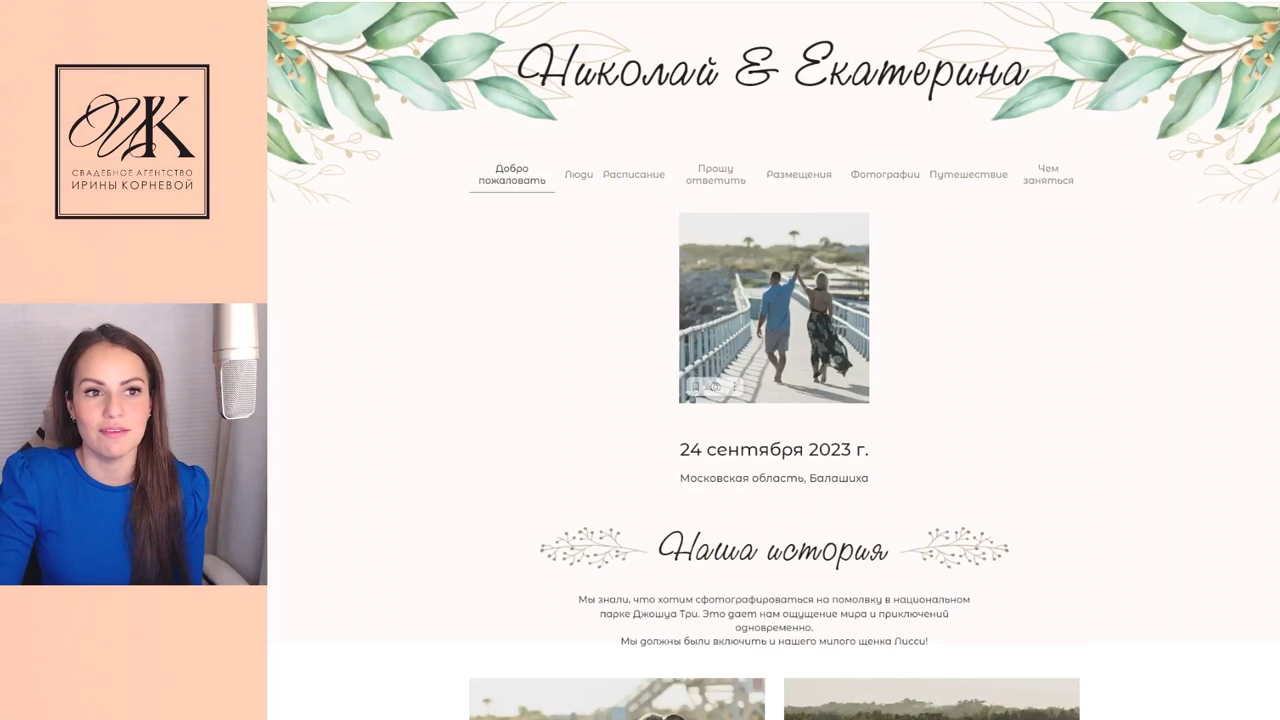 ИК
СВАДЕБНОЕ АГЕНТСТВО
ИРИНЫ КОРНЕВОЙ
Николай & Екатерина
Добро пожаловать
Люди
Расписание
Прошу ответить
Размещения
Фотографии
Путешествие
Чем заняться
24 сентября 2023 г.
Московская область, Балашиха
Наша история
Мы знали, что хотим сфотографироваться на помолвку в национальном
парке Джошуа Три. Это дает нам ощущение мира и приключений
одновременно.
Мы должны были включить и нашего милого щенка Лисси!